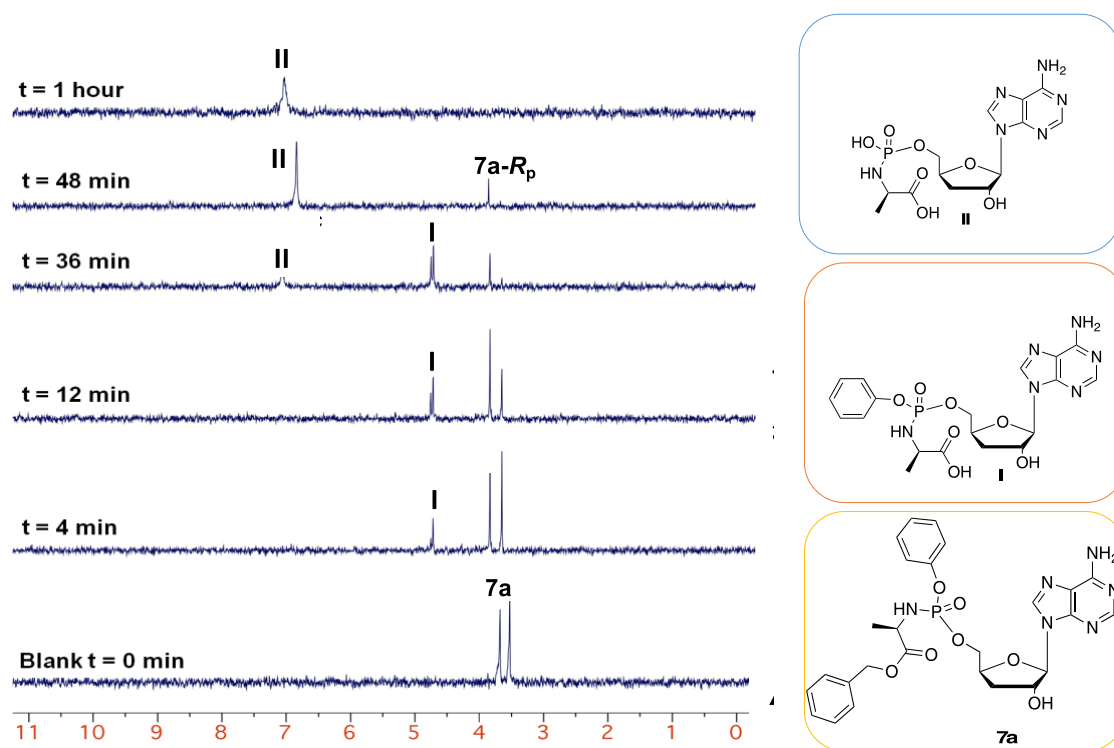 II
t = 1 hour
II
7a-Rp
t = 48 min
II
I
t = 36 min
I
t = 12 min
I
t = 4 min
7a
Blank t = 0 min
11 10 9 8 7 6 5 4 3 2 1 0
NH2
N
N
N
N
O
HO
P
O
HN
O
O
OH
OH
II
NH2
N
N
N
N
O
O
P
O
HN
O
O
OH
OH
I
NH2
N
N
N
N
O
HN
P
O
O
O
O
O
OH
7a